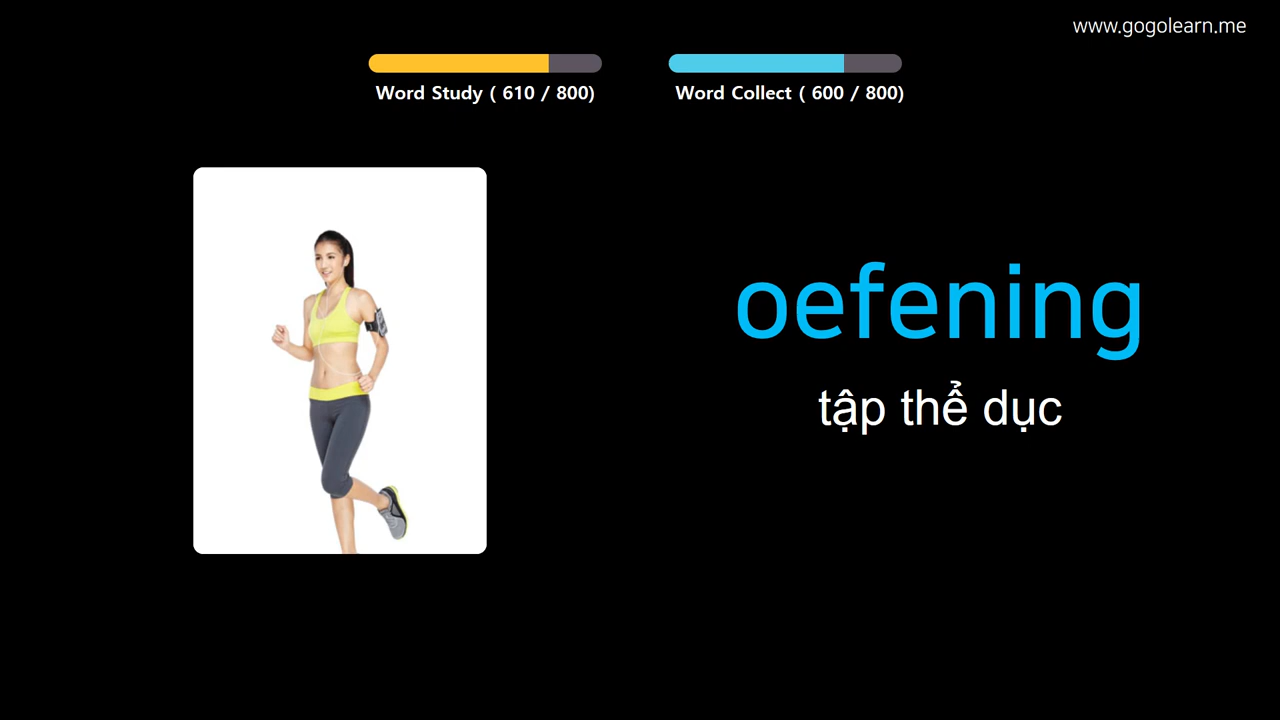 www.gogolearn.me
Word Study ( 610 / 800)
Word Collect ( 600 / 800)
oefening
tập thể dục